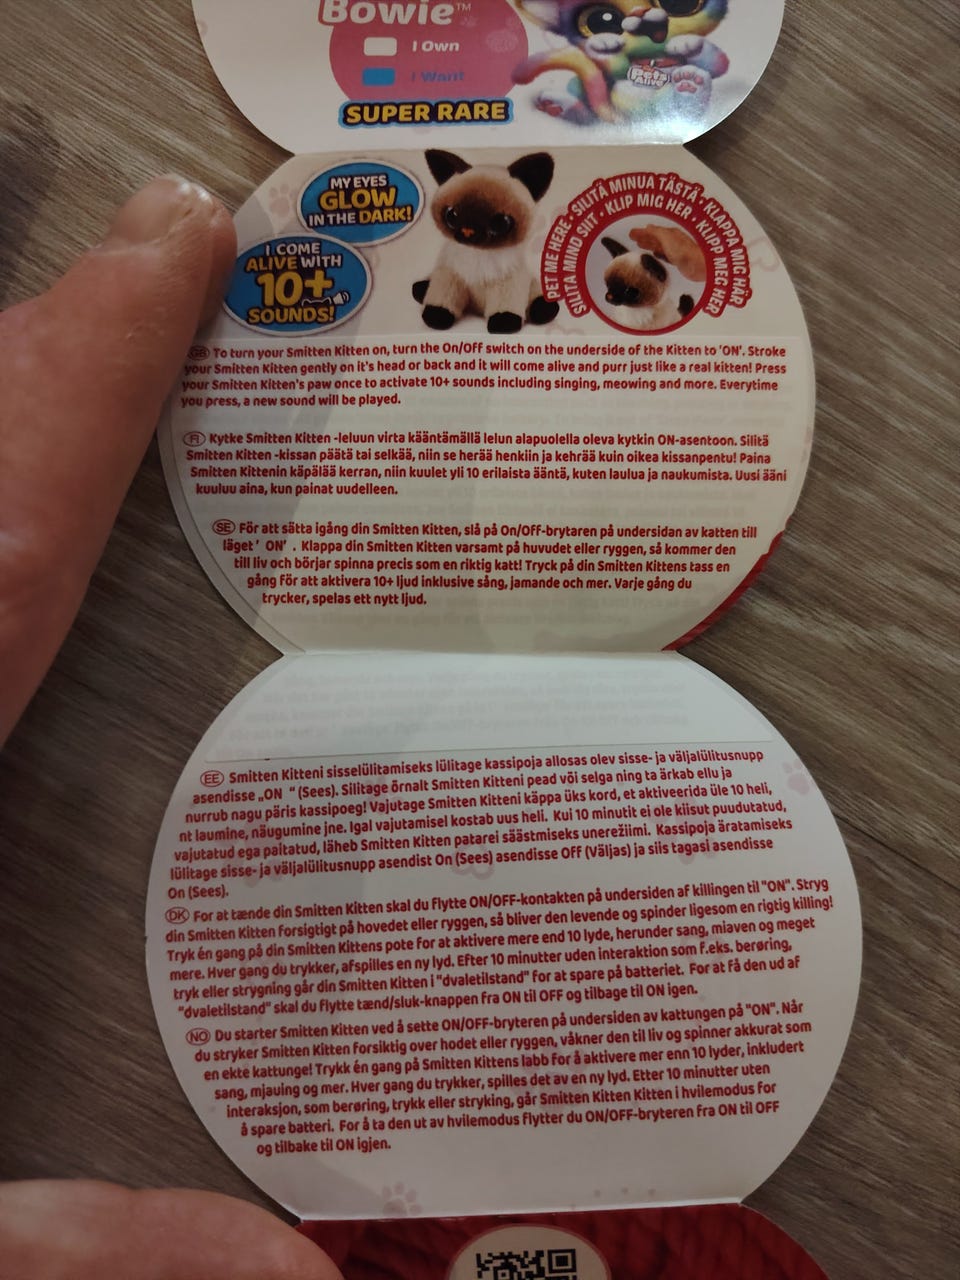 Bowie™
I Own
I Want
Pets
Alive
SUPER RARE
MY EYES
GLOW
IN THE DARK!
I COME
ALIVE WITH
10+
SOUNDS!
PET ME HERE · SILITÄ MINUA TÄSTÄ · KLAPPA MIG HÄR
SILITA MIND SIIT · KLIP MIG HER · KLIPP MEG HER
GB To turn your Smitten Kitten on, turn the On/Off switch on the underside of the Kitten to 'ON'. Stroke
your Smitten Kitten gently on it's head or back and it will come alive and purr just like a real kitten! Press
your Smitten Kitten's paw once to activate 10+ sounds including singing, meowing and more. Everytime
you press, a new sound will be played.
FI Kytke Smitten Kitten -leluun virta kääntämällä lelun alapuolella oleva kytkin ON-asentoon. Silitä
Smitten Kitten -kissan päätä tai selkää, niin se herää henkiin ja kehrää kuin oikea kissanpentu! Paina
Smitten Kittenin käpälää kerran, niin kuulet yli 10 erilaista ääntä, kuten laulua ja naukumista. Uusi ääni
kuuluu aina, kun painat uudelleen.
SE För att sätta igång din Smitten Kitten, slå på On/OFF-brytaren på undersidan av katten till
läget ' ON' . Klappa din Smitten Kitten varsamt på huvudet eller ryggen, så kommer den
till liv och börjar spinna precis som en riktig katt! Tryck på din Smitten Kittens tass en
gång för att aktivera 10+ ljud inklusive sång, jamande och mer. Varje gång du
trycker, spelas ett nytt ljud.
EE Smitten Kitteni sisselülitamiseks lülitage kassipoja allosas olev sisse- ja väljalülitusnupp
asendisse „ON “ (Sees). Silitage õrnalt Smitten Kitteni pead või selga ning ta ärkab ellu ja
nurrub nagu päris kassipoeg! Vajutage Smitten Kitteni käppa üks kord, et aktiveerida üle 10 heli,
nt laumine, näugumine jne. Igal vajutamisel kostab uus heli. Kui 10 minutit ei ole kiisut puudutatud,
vajutatud ega paitatud, läheb Smitten Kitten patarei säästmiseks unerežiimi. Kassipoja äratamiseks
lülitage sisse- ja väljalülitusnupp asendist On (Sees) asendisse Off (Väljas) ja siis tagasi asendisse
On (Sees).
DK For at tænde din Smitten Kitten skal du flytte ON/OFF-kontakten på undersiden af killingen til "ON". Stryg
din Smitten Kitten forsigtigt på hovedet eller ryggen, så bliver den levende og spinder ligesom en rigtig killing!
Tryk én gang på din Smitten Kittens pote for at aktivere mere end 10 lyde, herunder sang, miaven og meget
mere. Hver gang du trykker, afspilles en ny lyd. Efter 10 minutter uden interaktion som f.eks. berøring,
tryk eller strygning går din Smitten Kitten i "dvaletilstand" for at spare på batteriet. For at få den ud af
"dvaletilstand" skal du flytte tænd/sluk-knappen fra ON til OFF og tilbage til ON igen.
NO Du starter Smitten Kitten ved å sette ON/OFF-bryteren på undersiden av kattungen på "ON". Når
du stryker Smitten Kitten forsiktig over hodet eller ryggen, våkner den til liv og spinner akkurat som
en ekte kattunge! Trykk én gang på Smitten Kittens labb for å aktivere mer enn 10 lyder, inkludert
sang, mjauing og mer. Hver gang du trykker, spilles det av en ny lyd. Etter 10 minutter uten
interaksjon, som berøring, trykk eller stryking, går Smitten Kitten Kitten i hvilemodus for
å spare batteri. For å ta den ut av hvilemodus flytter du ON/OFF-bryteren fra ON til OFF
og tilbake til ON igjen.